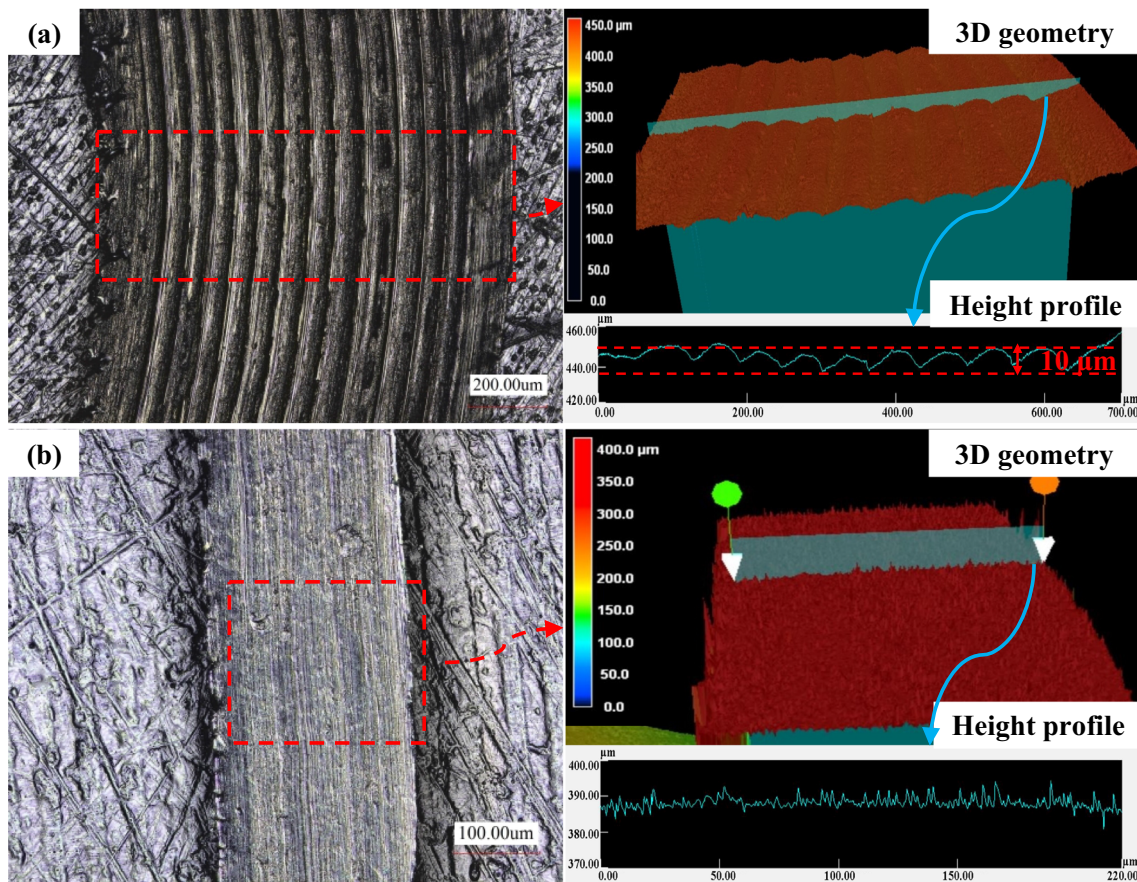 (a)
200.00um
450.0 μm
400.0
350.0
300.0
250.0
200.0
150.0
100.0
50.0
0.0
3D geometry
Height profile
μm
460.00
440.00
420.00
10 μm
0.00 200.00 400.00 600.00 700.00
μm
(b)
100.00um
400.0 μm
350.0
300.0
250.0
200.0
150.0
100.0
50.0
0.0
3D geometry
Height profile
μm
400.00
390.00
380.00
370.00
0.00 50.00 100.00 150.00 220.00
μm